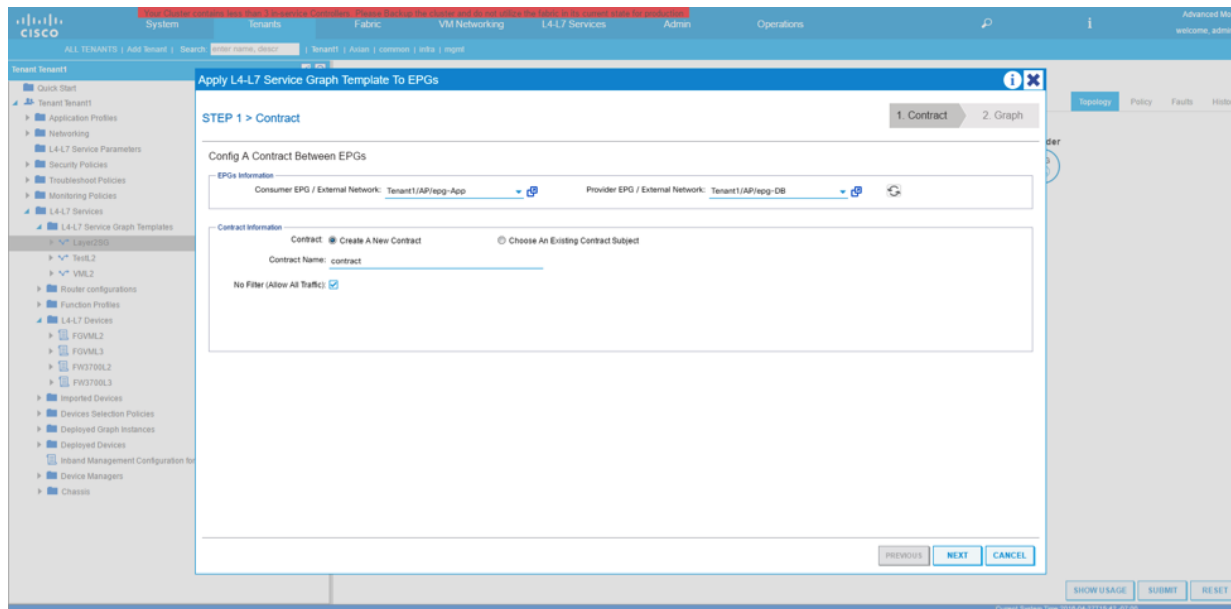 Your Cluster contains less than 3 in-service Controllers. Please Backup the cluster and do not utilize the fabric in its current state for production
Advanced Mo
CISCO
System Tenants Fabric VM Networking L4-L7 Services Admin Operations i
welcome, admi
ALL TENANTS | Add Tenant | Search: enter name, descr | Tenant1 | Asian | common | infra | mgmt
Tenant Tenant1
Quick Start
Tenant Tenant1
Application Profiles
Networking
L4-L7 Service Parameters
Security Policies
Troubleshoot Policies
Monitoring Policies
L4-L7 Services
L4-L7 Service Graph Templates
Layer2SG
TestL2
VML2
Router configurations
Function Profiles
L4-L7 Devices
FGVML2
FGVML3
FW3700L2
FW3700L3
Imported Devices
Devices Selection Policies
Deployed Graph Instances
Deployed Devices
Inband Management Configuration for
Device Managers
Chassis
Apply L4-L7 Service Graph Template To EPGs
i
STEP 1 > Contract
1. Contract 2. Graph
Config A Contract Between EPGs
EPGs Information
Consumer EPG / External Network: Tenant1/AP/epg-App Provider EPG / External Network: Tenant1/AP/epg-DB
Contract Information
Contract: Create A New Contract Choose An Existing Contract Subject
Contract Name: contract
No Filter (Allow All Traffic):
PREVIOUS NEXT CANCEL
Topology Policy Faults Histo
der
SHOW USAGE SUBMIT RESET